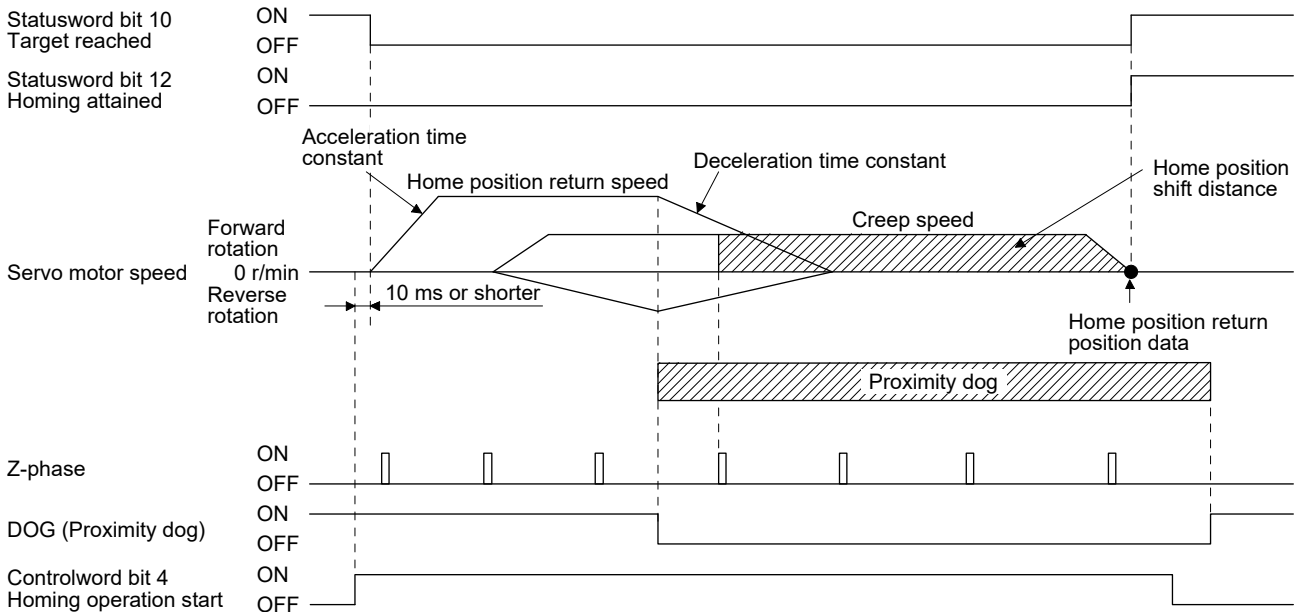 Statusword bit 10
Target reached
ON
OFF
Statusword bit 12
Homing attained
ON
OFF
Acceleration time
constant
Home position return speed
Deceleration time constant
Home position
shift distance
Creep speed
Servo motor speed
Forward
rotation
0 r/min
Reverse
rotation
10 ms or shorter
Home position return
position data
Proximity dog
Z-phase
ON
OFF
DOG (Proximity dog)
ON
OFF
Controlword bit 4
Homing operation start
ON
OFF